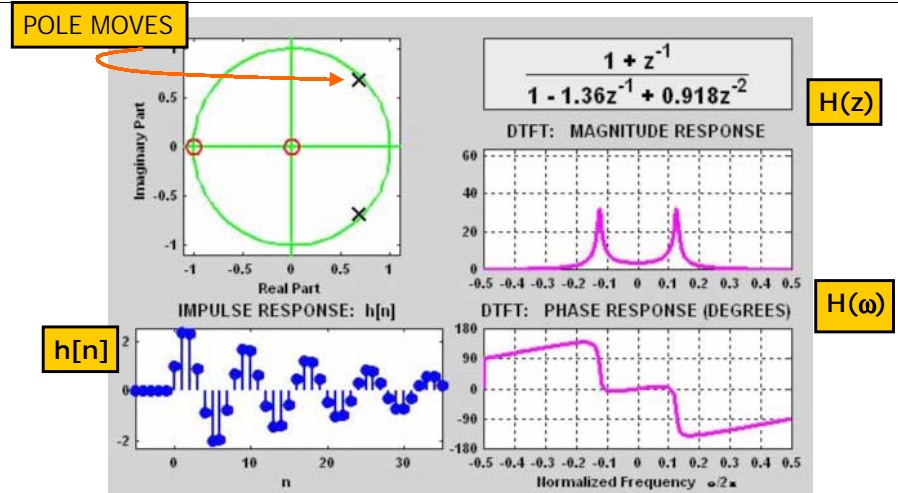 POLE MOVES
1
0.5
0
-0.5
-1
Imaginary Part
-1 -0.5 0 0.5 1
Real Part
1 + z^-1
1 - 1.36z^-1 + 0.918z^-2
H(z)
DTFT: MAGNITUDE RESPONSE
60
40
20
0
-0.5 -0.4 -0.3 -0.2 -0.1 0 0.1 0.2 0.3 0.4 0.5
H(ω)
IMPULSE RESPONSE: h[n]
h[n]
2
0
-2
0 10 20 30
n
DTFT: PHASE RESPONSE (DEGREES)
180
90
0
-90
-180
-0.5 -0.4 -0.3 -0.2 -0.1 0 0.1 0.2 0.3 0.4 0.5
Normalized Frequency ω/2π